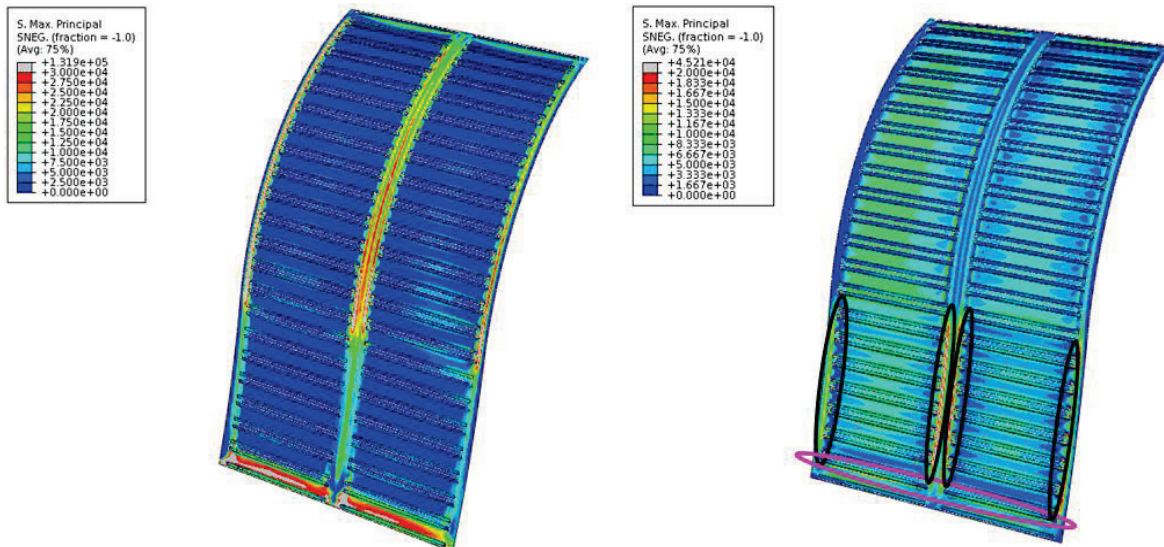 S. Max. Principal
SNEG, (fraction = -1.0)
(Avg: 75%)
+1.319e+05
+3.000e+04
+2.750e+04
+2.500e+04
+2.250e+04
+2.000e+04
+1.750e+04
+1.500e+04
+1.250e+04
+1.000e+04
+7.500e+03
+5.000e+03
+2.500e+03
+0.000e+00
S. Max. Principal
SNEG, (fraction = -1.0)
(Avg: 75%)
+4.521e+04
+2.000e+04
+1.833e+04
+1.667e+04
+1.500e+04
+1.333e+04
+1.167e+04
+1.000e+04
+8.333e+03
+6.667e+03
+5.000e+03
+3.333e+03
+1.667e+03
+0.000e+00